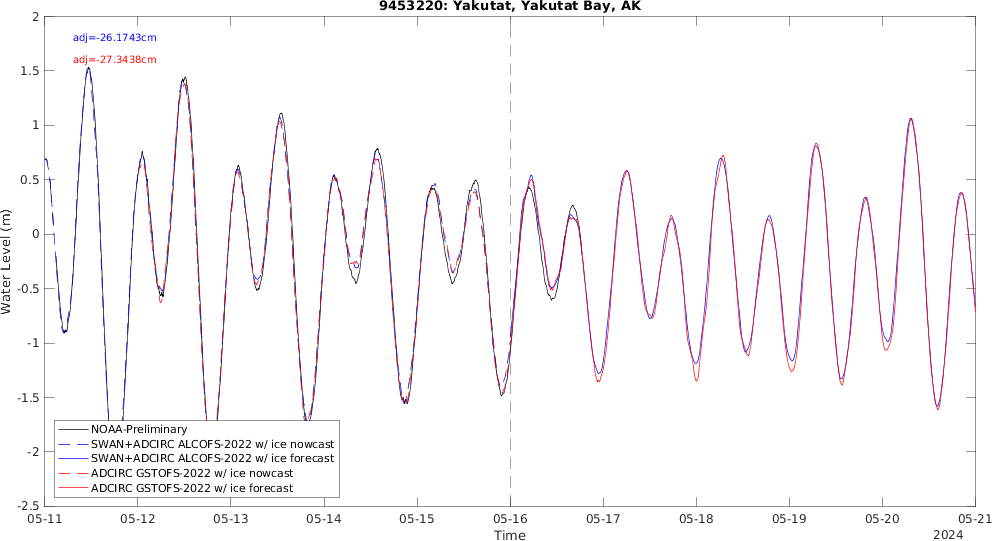 9453220: Yakutat, Yakutat Bay, AK
adj=-26.1743cm
adj=-27.3438cm
Water Level (m)
2
1.5
1
0.5
0
-0.5
-1
-1.5
-2
-2.5
NOAA-Preliminary
SWAN+ADCIRC ALCOFS-2022 w/ ice nowcast
SWAN+ADCIRC ALCOFS-2022 w/ ice forecast
ADCIRC GSTOFS-2022 w/ ice nowcast
ADCIRC GSTOFS-2022 w/ ice forecast
05-11 05-12 05-13 05-14 05-15 05-16 05-17 05-18 05-19 05-20 05-21
Time
2024